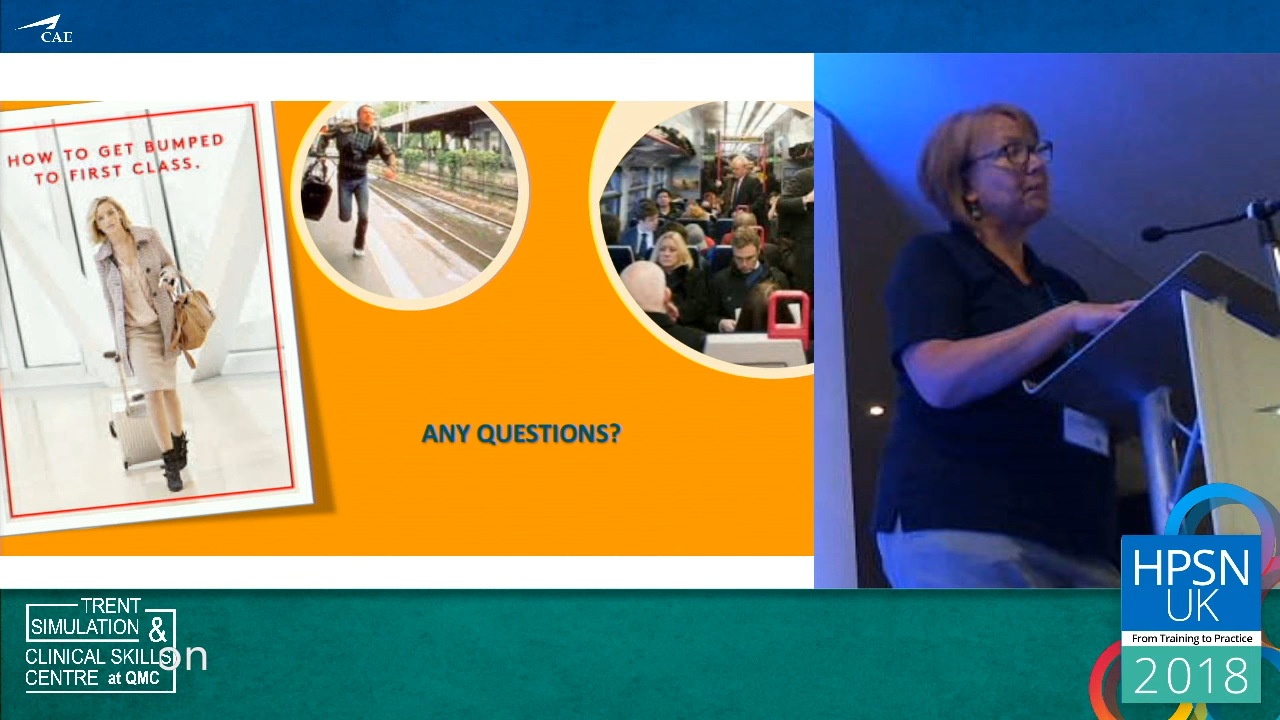 CAE
HOW TO GET BUMPED
TO FIRST CLASS.
ANY QUESTIONS?
TRENT
SIMULATION &
CLINICAL SKILLS
CENTRE at QMC
on
HPSN
UK
From Training to Practice
2018